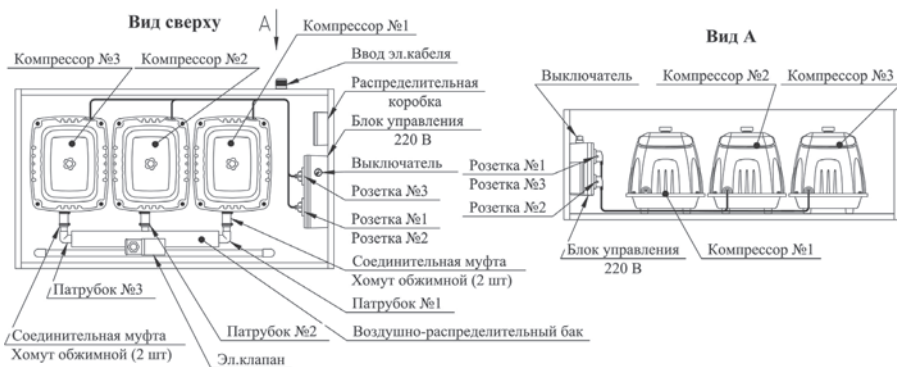 Вид сверху
А
Компрессор №3
Компрессор №2
Компрессор №1
Ввод эл.кабеля
Распределительная
коробка
Блок управления
220 В
Выключатель
Розетка №3
Розетка №1
Розетка №2
Соединительная муфта
Хомут обжимной (2 шт)
Патрубок №3
Патрубок №1
Соединительная муфта
Хомут обжимной (2 шт)
Патрубок №2
Воздушно-распределительный бак
Эл.клапан
Вид А
Выключатель
Компрессор №2
Компрессор №3
Розетка №1
Розетка №3
Розетка №2
Блок управления
220 В
Компрессор №1